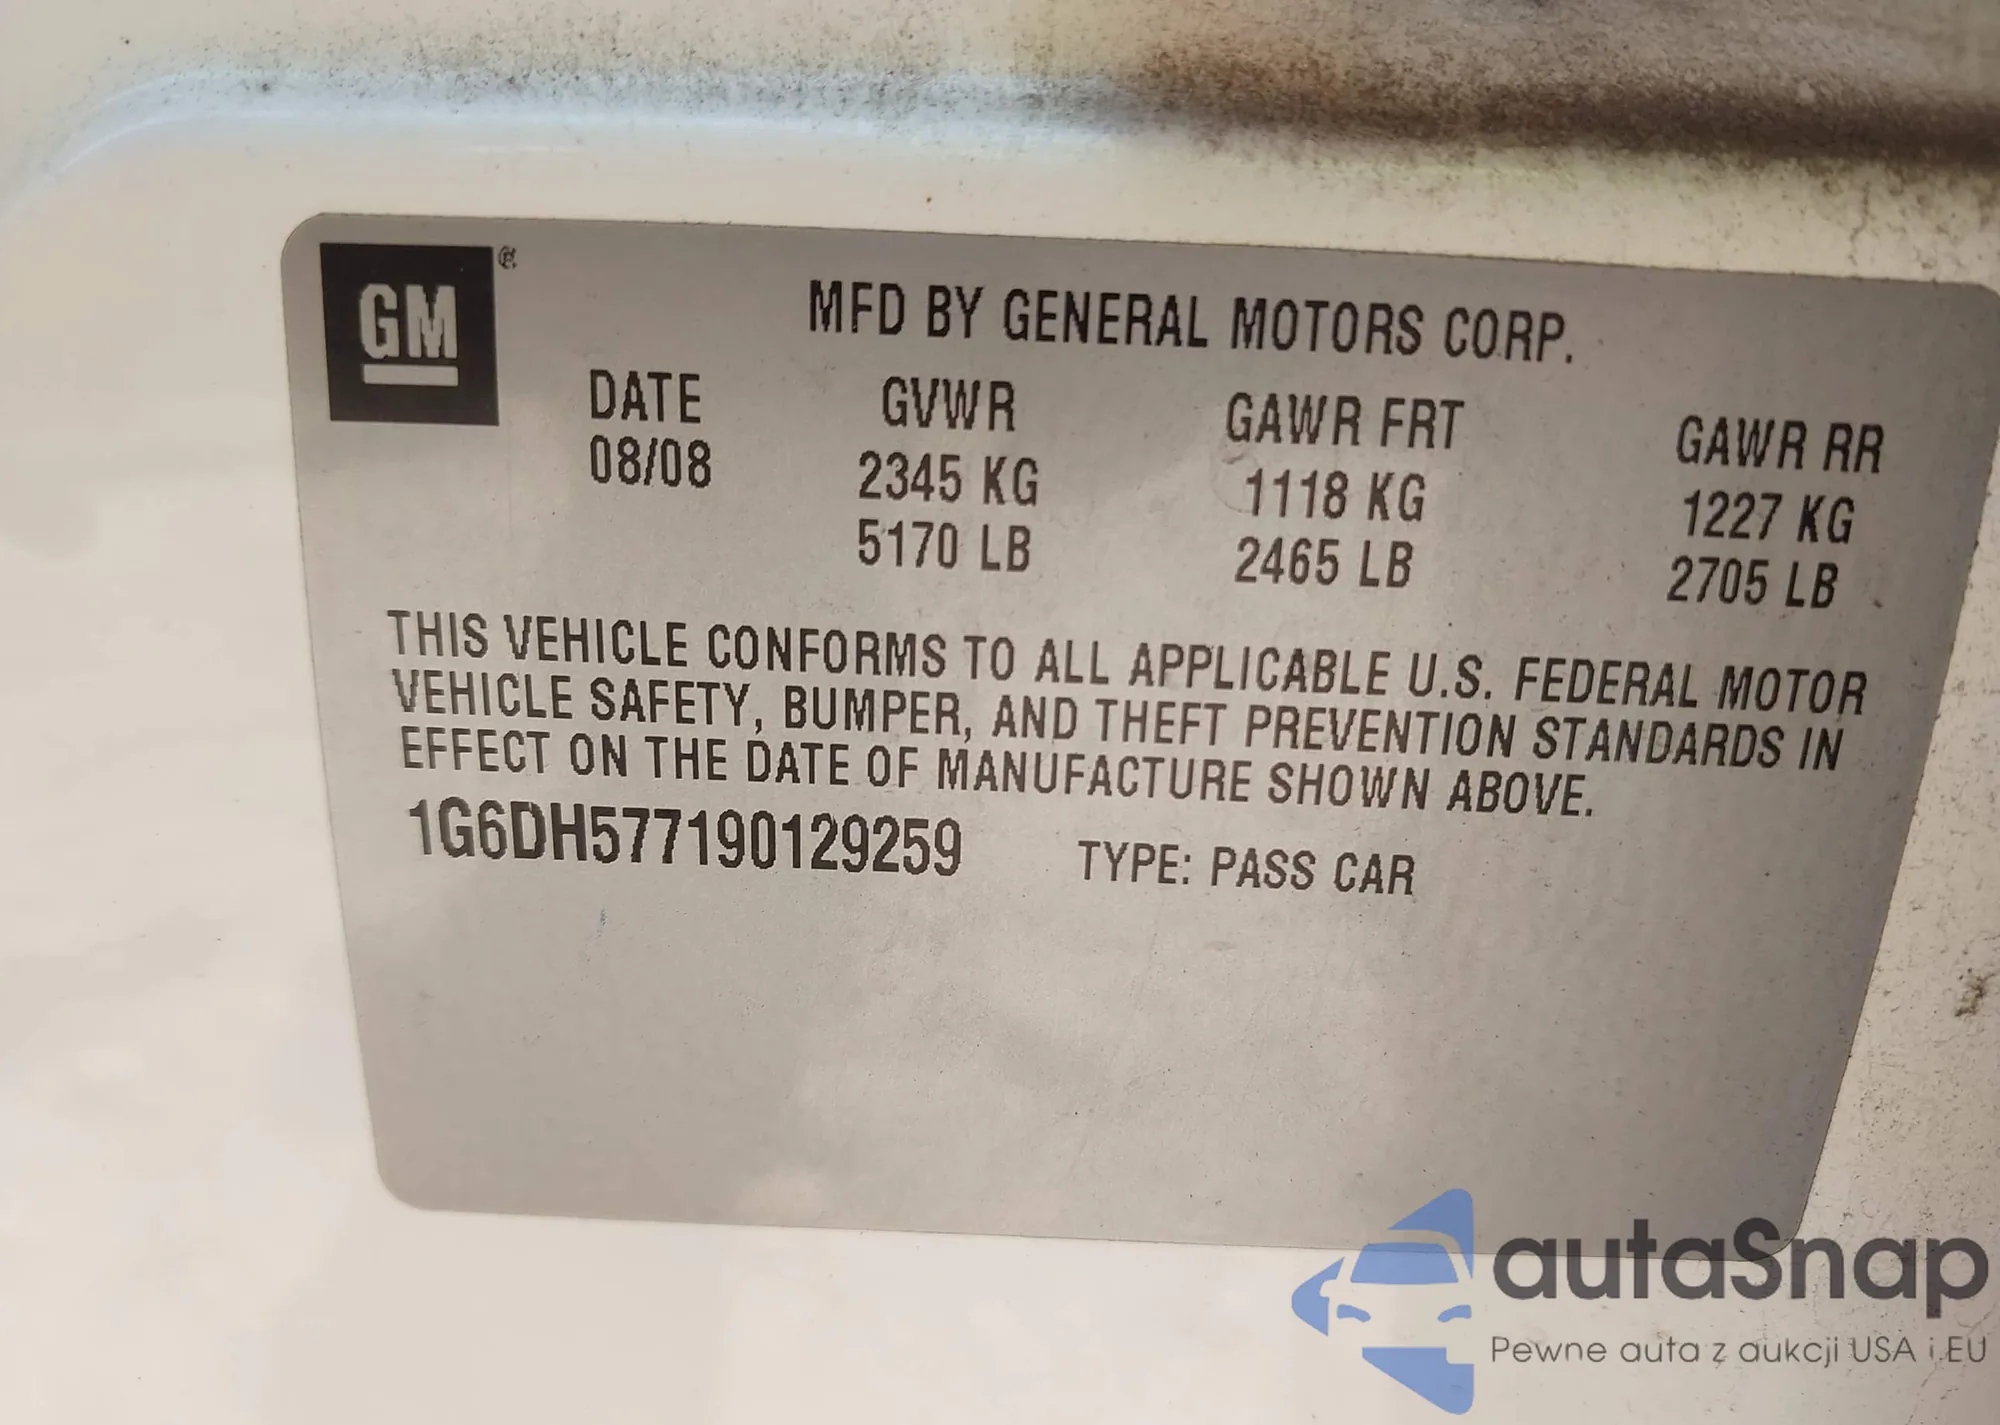 GM
MFD BY GENERAL MOTORS CORP.
DATE GVWR GAWR FRT GAWR RR
08/08 2345 KG 1118 KG 1227 KG
5170 LB 2465 LB 2705 LB
THIS VEHICLE CONFORMS TO ALL APPLICABLE U.S. FEDERAL MOTOR
VEHICLE SAFETY, BUMPER, AND THEFT PREVENTION STANDARDS IN
EFFECT ON THE DATE OF MANUFACTURE SHOWN ABOVE.
1G6DH577190129259 TYPE: PASS CAR
autaSnap
Pewne auta z aukcji USA i EU